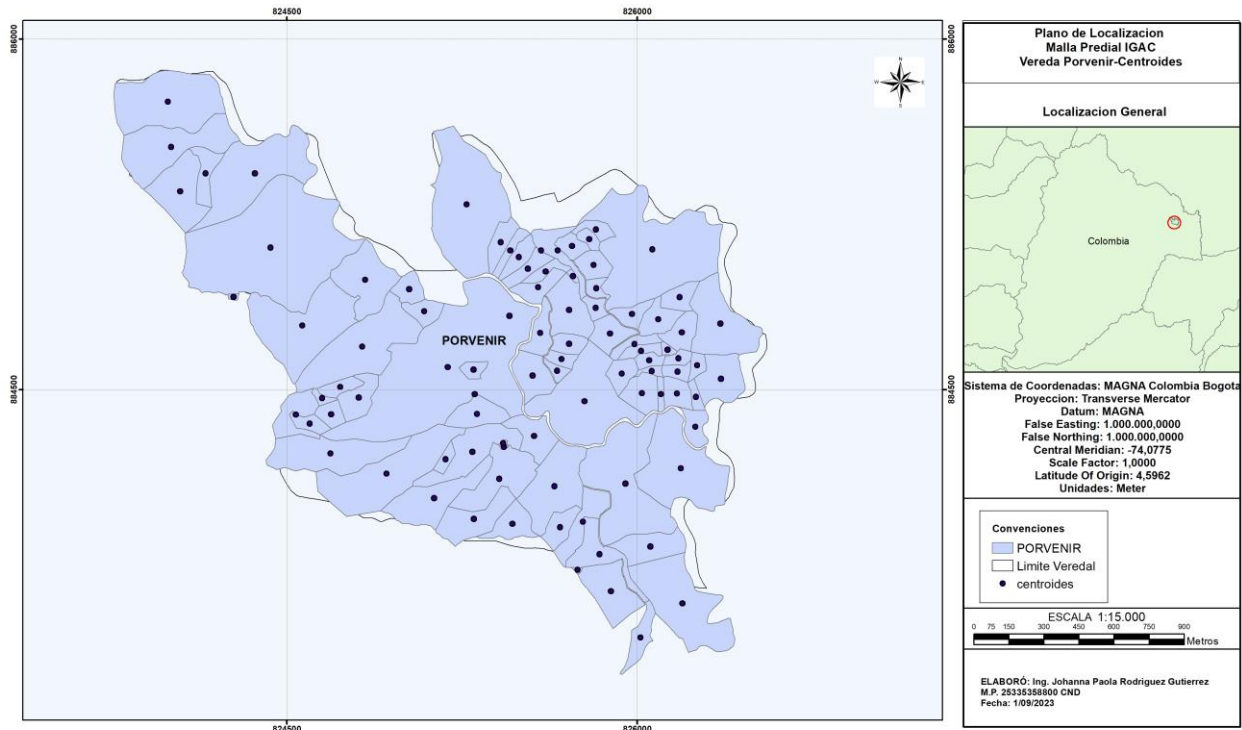 824500
826000
886000
886000
N
W
E
S
PORVENIR
884500
884500
824500
826000
Plano de Localizacion
Malla Predial IGAC
Vereda Porvenir-Centroides
Localizacion General
Colombia
Sistema de Coordenadas: MAGNA Colombia Bogota
Proyeccion: Transverse Mercator
Datum: MAGNA
False Easting: 1.000.000,0000
False Northing: 1.000.000,0000
Central Meridian: -74,0775
Scale Factor: 1,0000
Latitude Of Origin: 4,5962
Unidades: Meter
Convenciones
PORVENIR
Limite Veredal
centroides
ESCALA 1:15.000
0 75 150 300 450 600 750 900
Metros
ELABORÓ: Ing. Johanna Paola Rodriguez Gutierrez
M.P. 25335358800 CND
Fecha: 1/09/2023